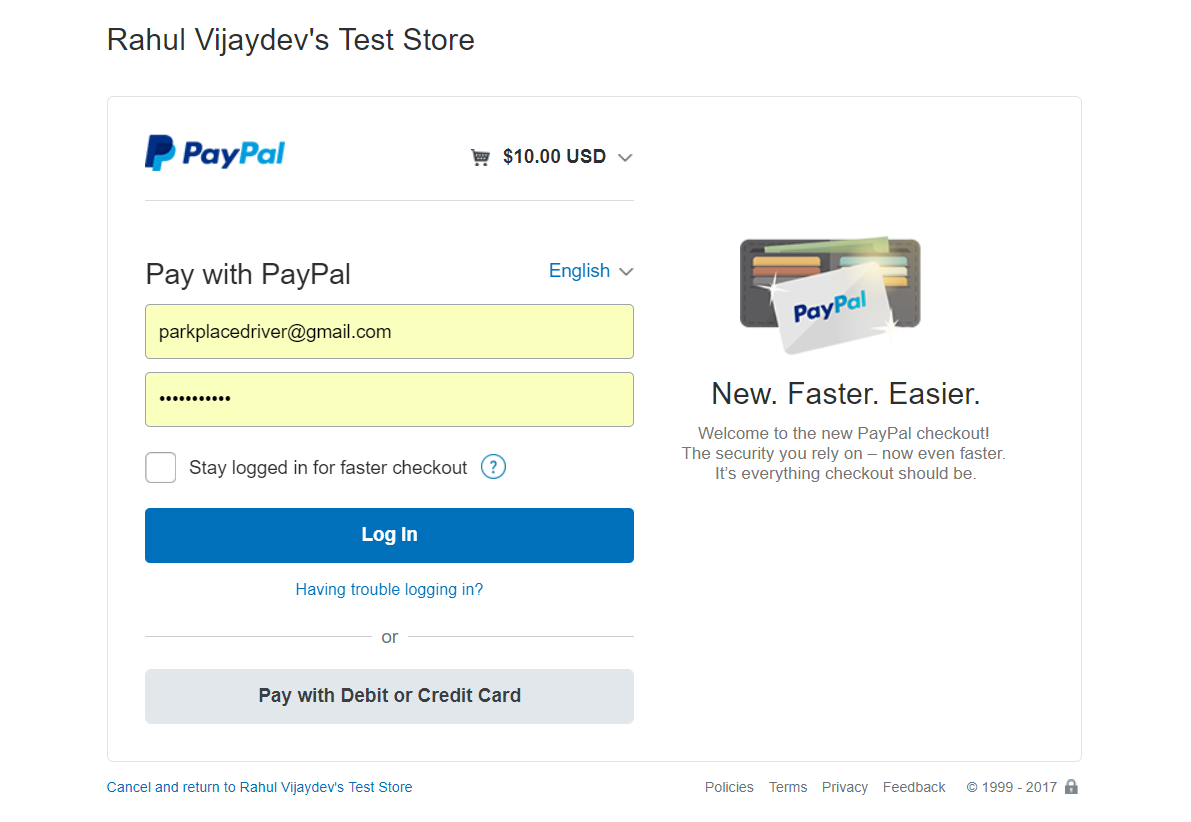 Rahul Vijaydev's Test Store
PayPal
$10.00 USD
Pay with PayPal
English
parkplacedriver@gmail.com
•••••••••••
Stay logged in for faster checkout
?
Log In
Having trouble logging in?
or
Pay with Debit or Credit Card
PayPal
New. Faster. Easier.
Welcome to the new PayPal checkout!
The security you rely on – now even faster.
It’s everything checkout should be.
Cancel and return to Rahul Vijaydev's Test Store
Policies Terms Privacy Feedback © 1999 - 2017